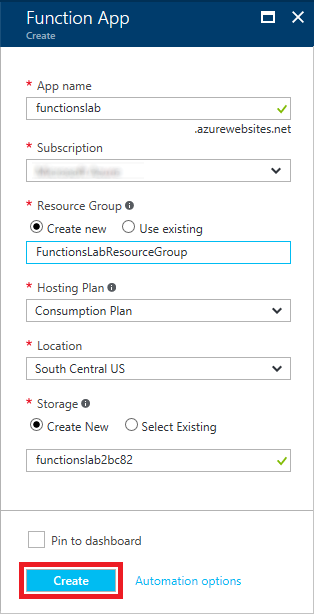 Function App
Create
* App name
functionslab
.azurewebsites.net
* Subscription
* Resource Group
Create new Use existing
FunctionsLabResourceGroup
* Hosting Plan
Consumption Plan
* Location
South Central US
* Storage
Create New Select Existing
functionslab2bc82
Pin to dashboard
Create Automation options